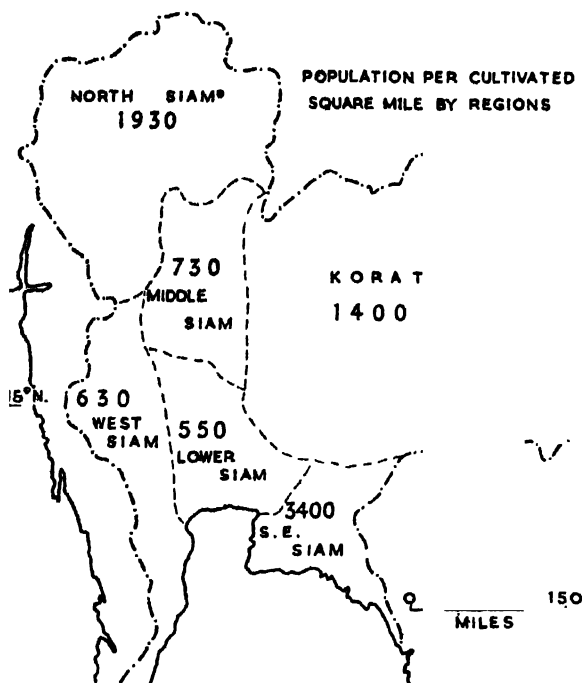 POPULATION PER CULTIVATED
SQUARE MILE BY REGIONS
NORTH SIAM
1930
730
MIDDLE
SIAM
KORAT
1400
15° N.
630
WEST
SIAM
550
LOWER
SIAM
3400
S. E.
SIAM
0 150
MILES